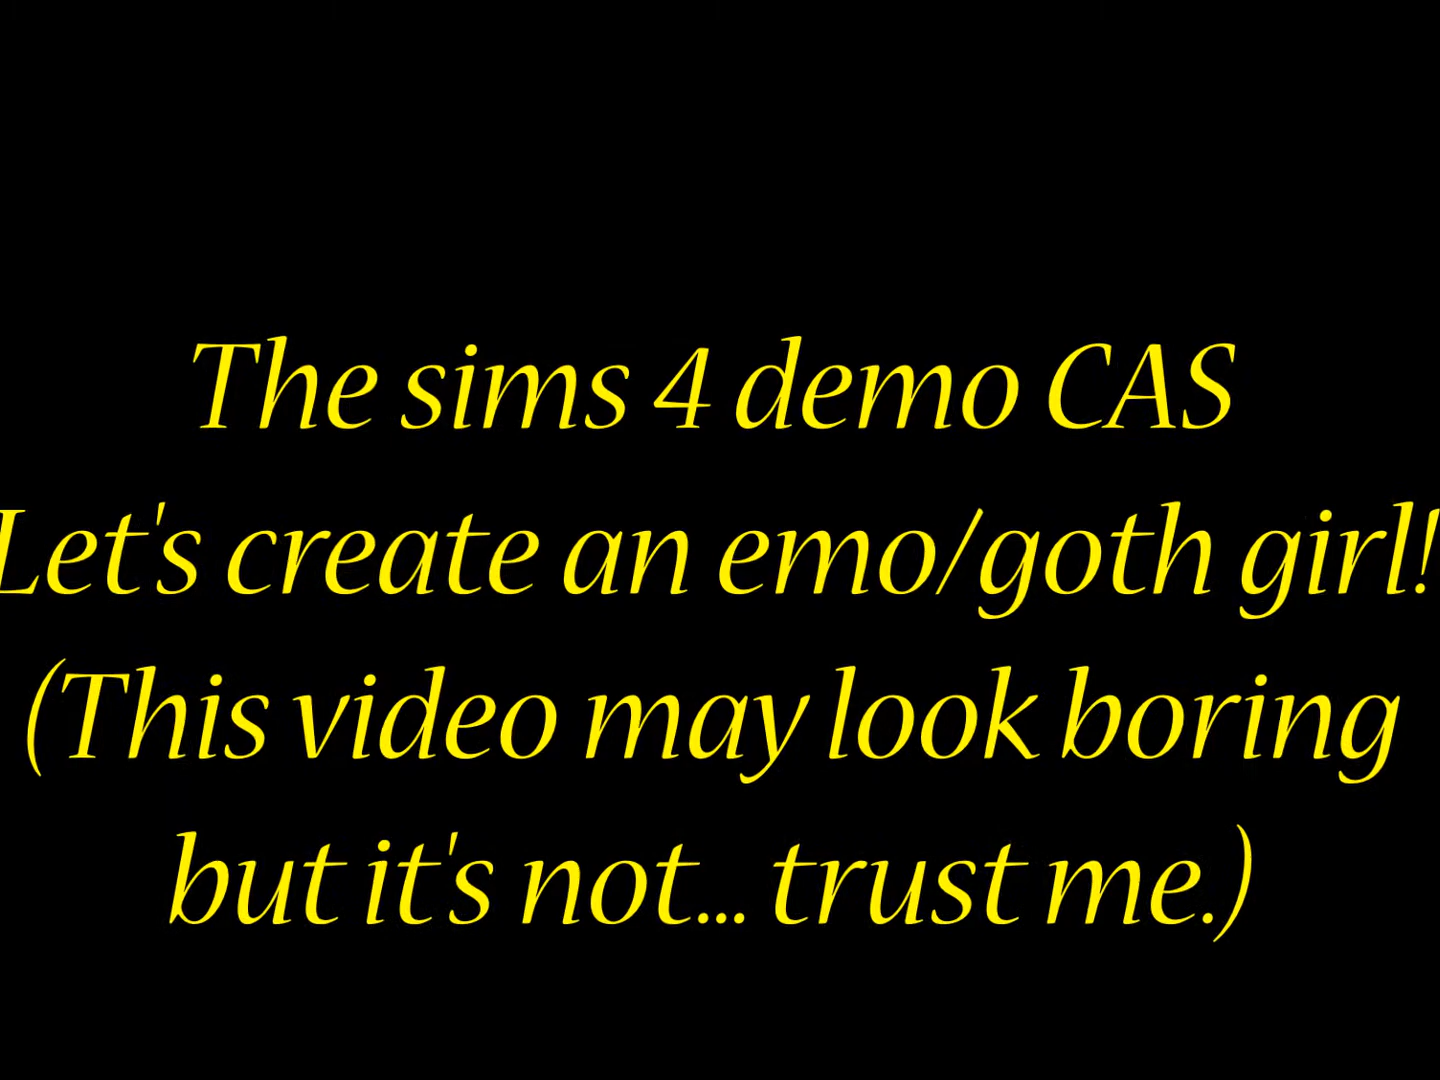 The sims 4 demo CAS
Let's create an emo/goth girl!
(This video may look boring
but it's not... trust me.)